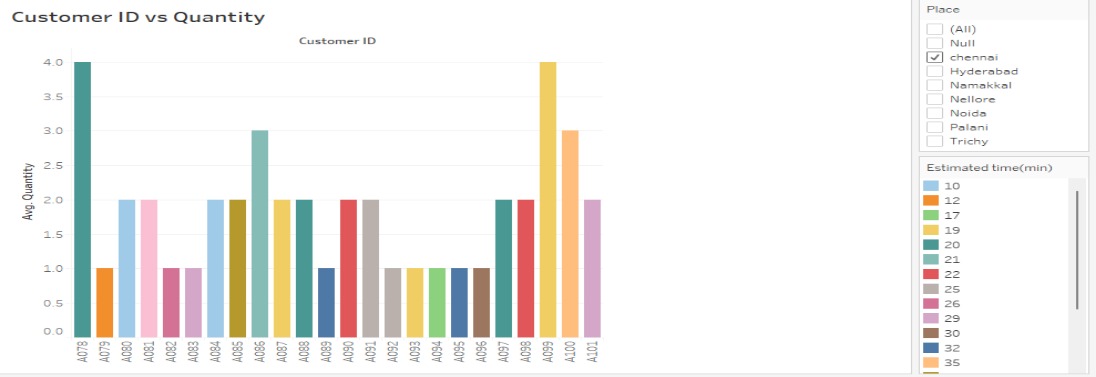 Customer ID vs Quantity
Customer ID
Avg. Quantity
4.0
3.5
3.0
2.5
2.0
1.5
1.0
0.5
0.0
A078 A079 A080 A081 A082 A083 A084 A085 A086 A087 A088 A089 A090 A091 A092 A093 A094 A095 A096 A097 A098 A099 A100 A101
Place
(All)
Null
chennai
Hyderabad
Namakkal
Nellore
Noida
Palani
Trichy
Estimated time(min)
10
12
17
19
20
21
22
25
26
29
30
32
35